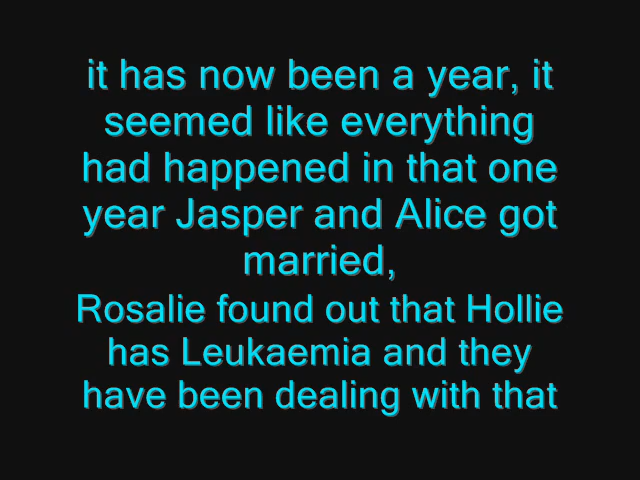 it has now been a year, it
seemed like everything
had happened in that one
year Jasper and Alice got
married,
Rosalie found out that Hollie
has Leukaemia and they
have been dealing with that